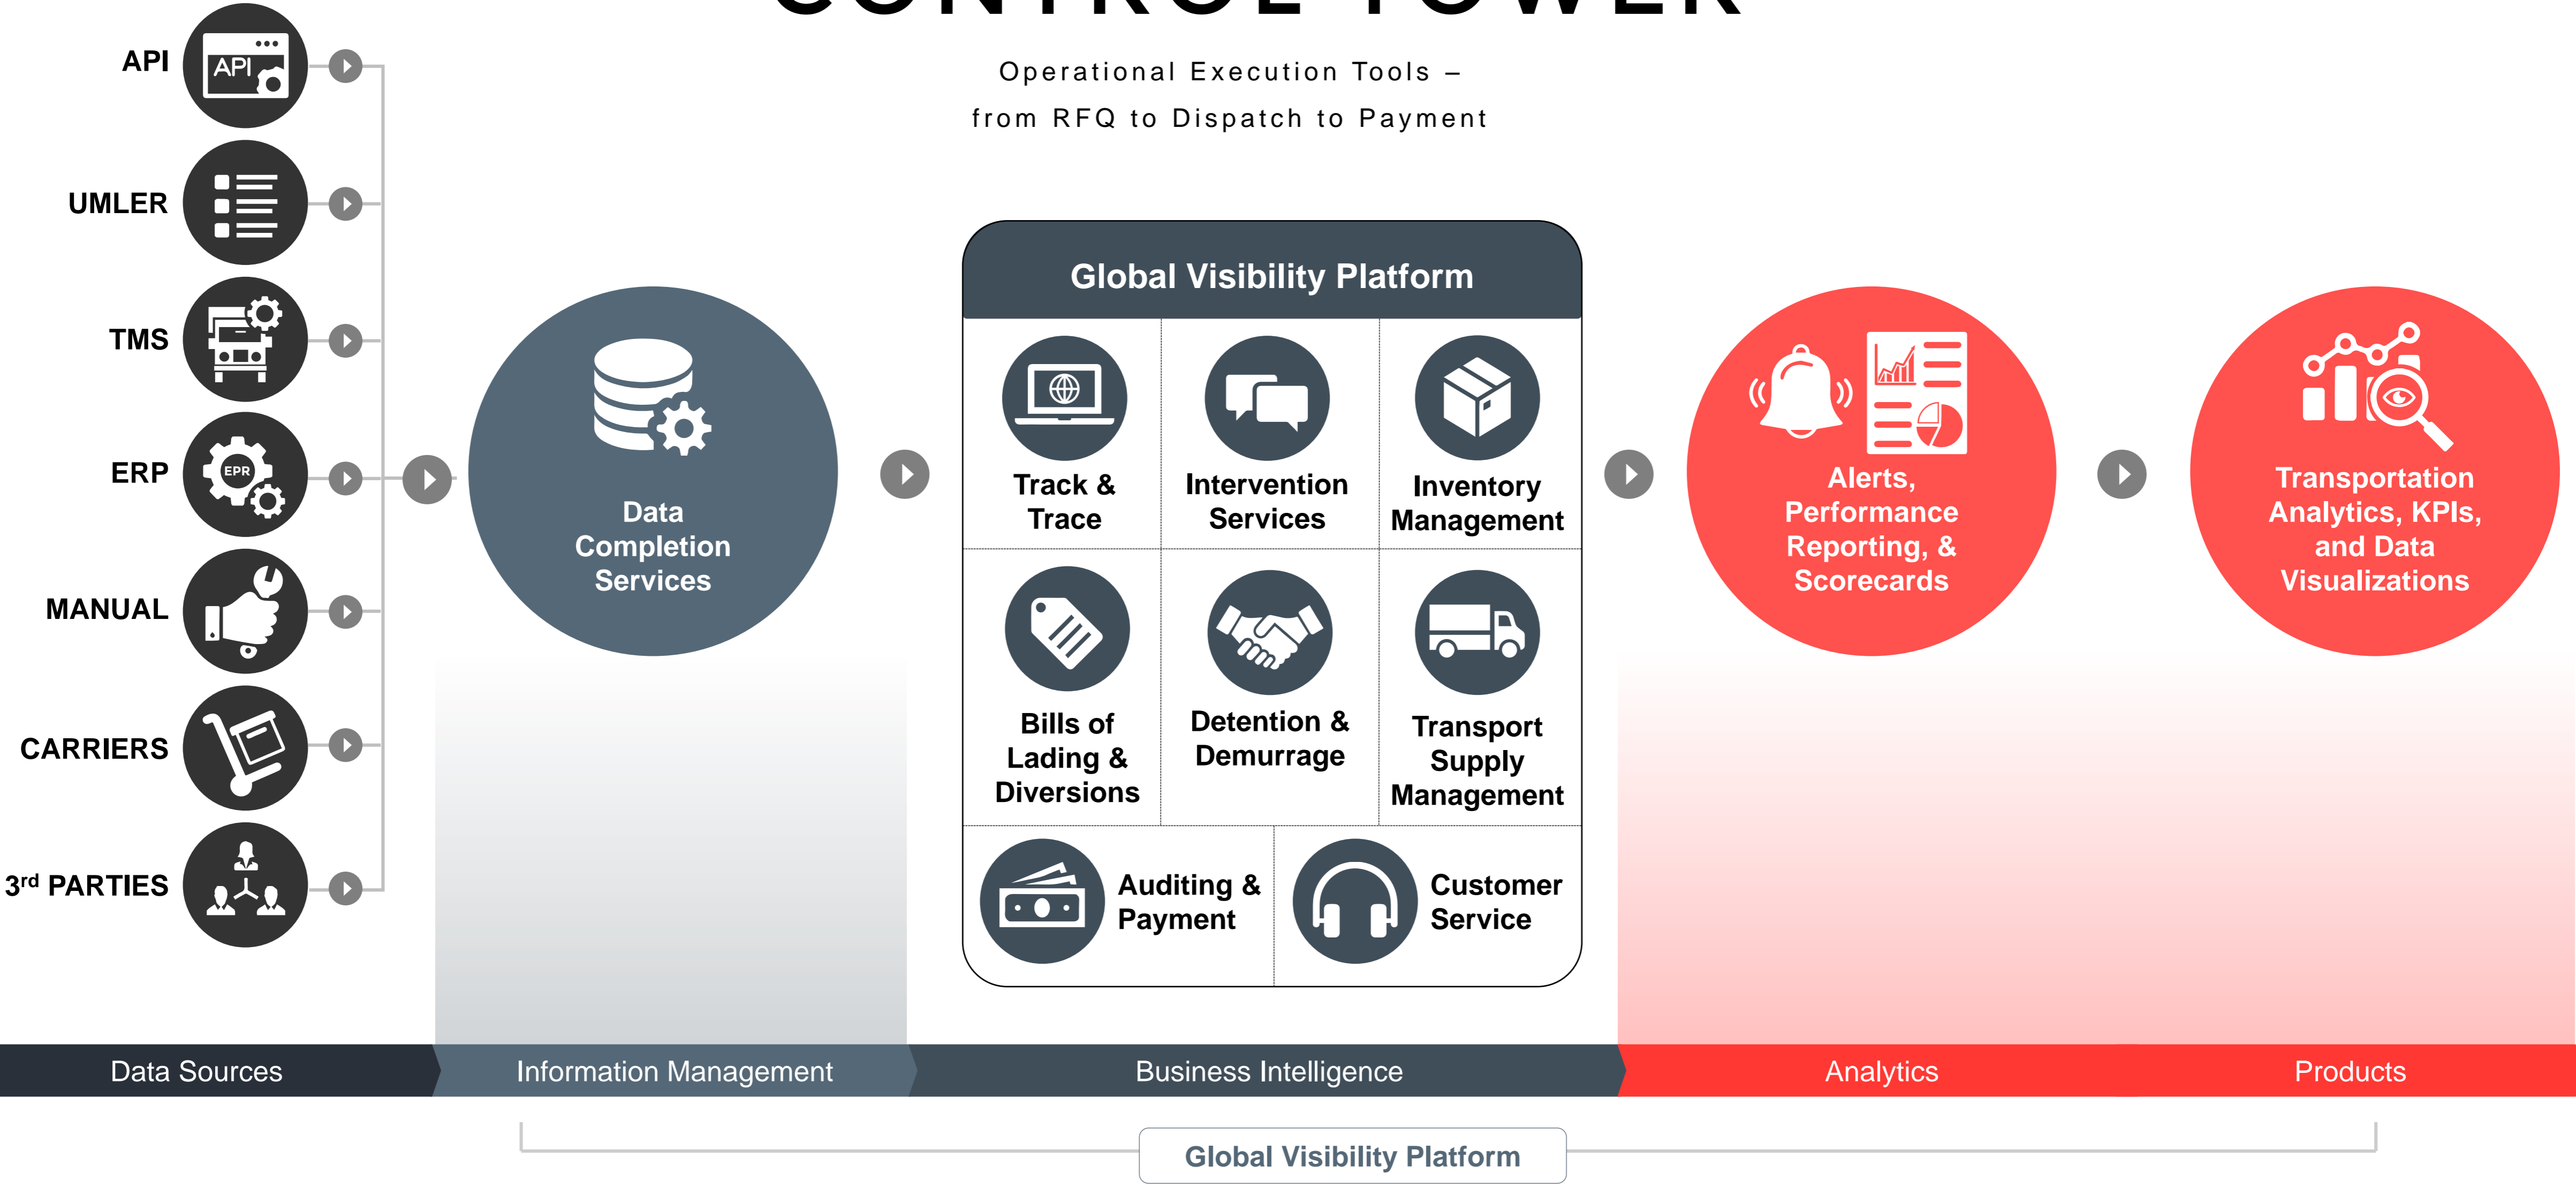 CONTROL TOWER
Operational Execution Tools –
from RFQ to Dispatch to Payment
API
API
UMLER
TMS
ERP
EPR
MANUAL
CARRIERS
3rd PARTIES
Data
Completion
Services
Global Visibility Platform
Track &
Trace
Intervention
Services
Inventory
Management
Bills of
Lading &
Diversions
Detention &
Demurrage
Transport
Supply
Management
Auditing &
Payment
Customer
Service
Alerts,
Performance
Reporting, &
Scorecards
Transportation
Analytics, KPIs,
and Data
Visualizations
Data Sources
Information Management
Business Intelligence
Analytics
Products
Global Visibility Platform